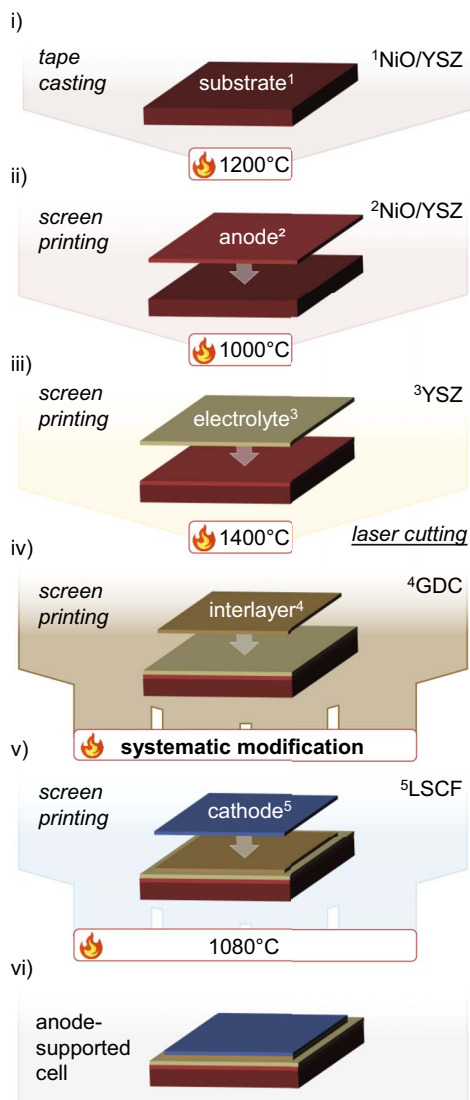 i)
tape
casting
substrate¹
¹NiO/YSZ
1200°C
ii)
screen
printing
anode²
²NiO/YSZ
1000°C
iii)
screen
printing
electrolyte³
³YSZ
1400°C
laser cutting
iv)
screen
printing
interlayer⁴
⁴GDC
systematic modification
v)
screen
printing
cathode⁵
⁵LSCF
1080°C
vi)
anode-
supported
cell